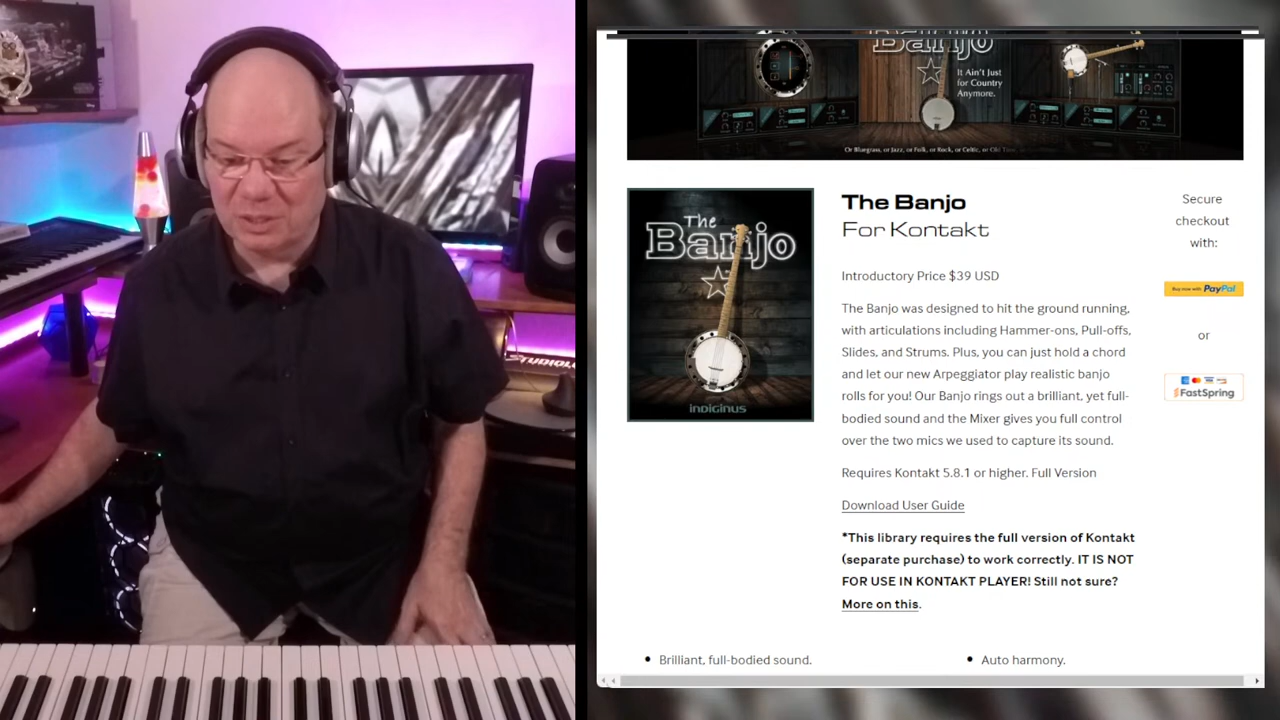 Banjo
It Ain't Just
for Country
Anymore.
The Banjo
For Kontakt
Introductory Price $39 USD
The Banjo was designed to hit the ground running,
with articulations including Hammer-ons, Pull-offs,
Slides, and Strums. Plus, you can just hold a chord
and let our new Arpeggiator play realistic banjo
rolls for you! Our Banjo rings out a brilliant, yet full-
bodied sound and the Mixer gives you full control
over the two mics we used to capture its sound.
Requires Kontakt 5.8.1 or higher. Full Version
Download User Guide
*This library requires the full version of Kontakt
(separate purchase) to work correctly. IT IS NOT
FOR USE IN KONTAKT PLAYER! Still not sure?
More on this.
• Brilliant, full-bodied sound.
• Auto harmony.
The
Banjo
INDIGINUS
Secure
checkout
with:
Buy now with PayPal
or
FastSpring